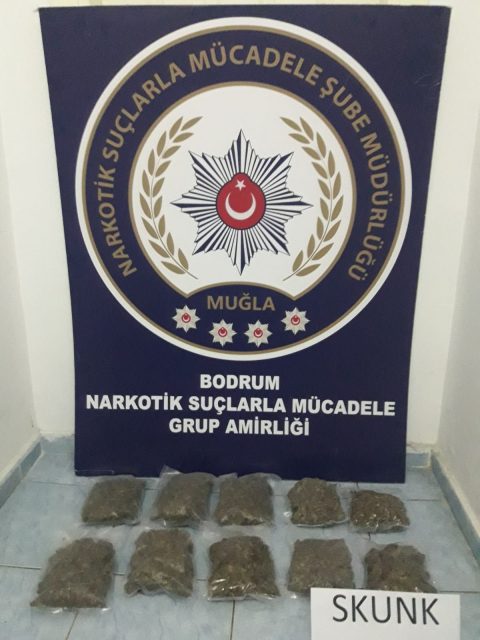 NARKOTİK SUÇLARLA MÜCADELE ŞUBE MÜDÜRLÜĞÜ
MUĞLA
BODRUM
NARKOTİK SUÇLARLA MÜCADELE
GRUP AMİRLİĞİ
SKUNK